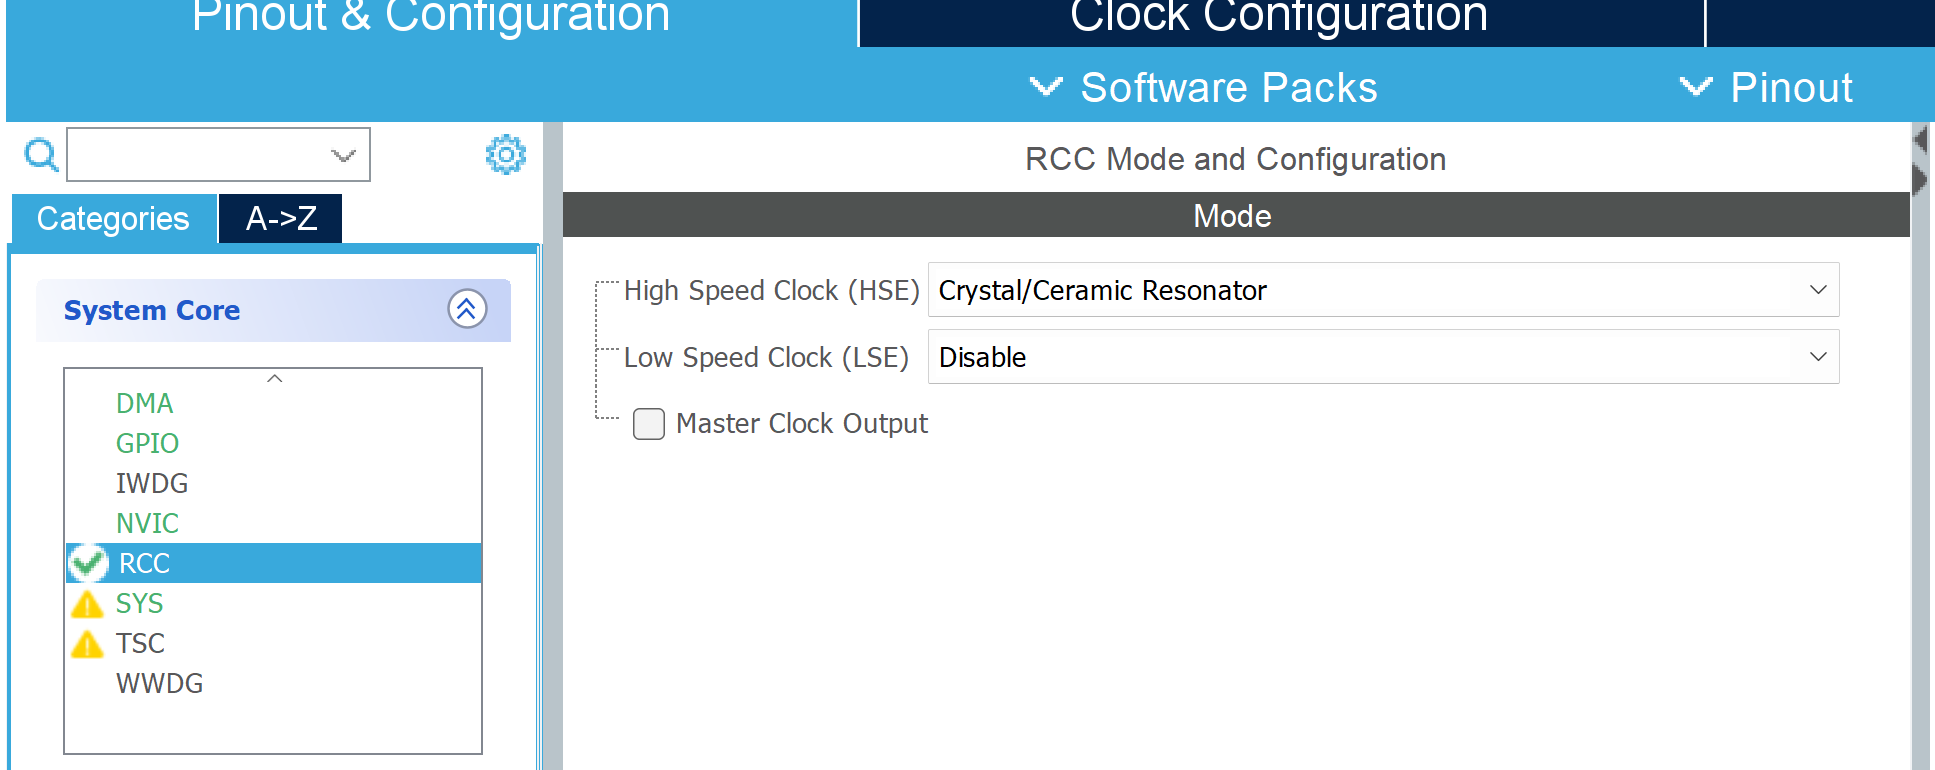 Pinout & Configuration
Clock Configuration
Software Packs
Pinout
Categories
A->Z
System Core
DMA
GPIO
IWDG
NVIC
RCC
SYS
TSC
WWDG
RCC Mode and Configuration
Mode
High Speed Clock (HSE) Crystal/Ceramic Resonator
Low Speed Clock (LSE) Disable
Master Clock Output